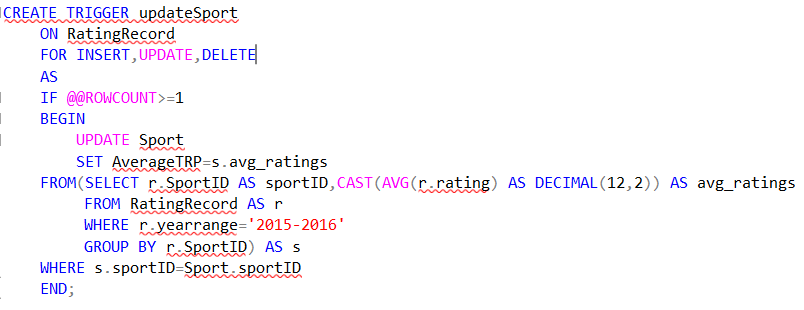 CREATE TRIGGER updateSport
ON RatingRecord
FOR INSERT,UPDATE,DELETE
AS
IF @@ROWCOUNT>=1
BEGIN
UPDATE Sport
SET AverageTRP=s.avg_ratings
FROM(SELECT r.SportID AS sportID,CAST(AVG(r.rating) AS DECIMAL(12,2)) AS avg_ratings
FROM RatingRecord AS r
WHERE r.yearrange='2015-2016'
GROUP BY r.SportID) AS s
WHERE s.sportID=Sport.sportID
END;